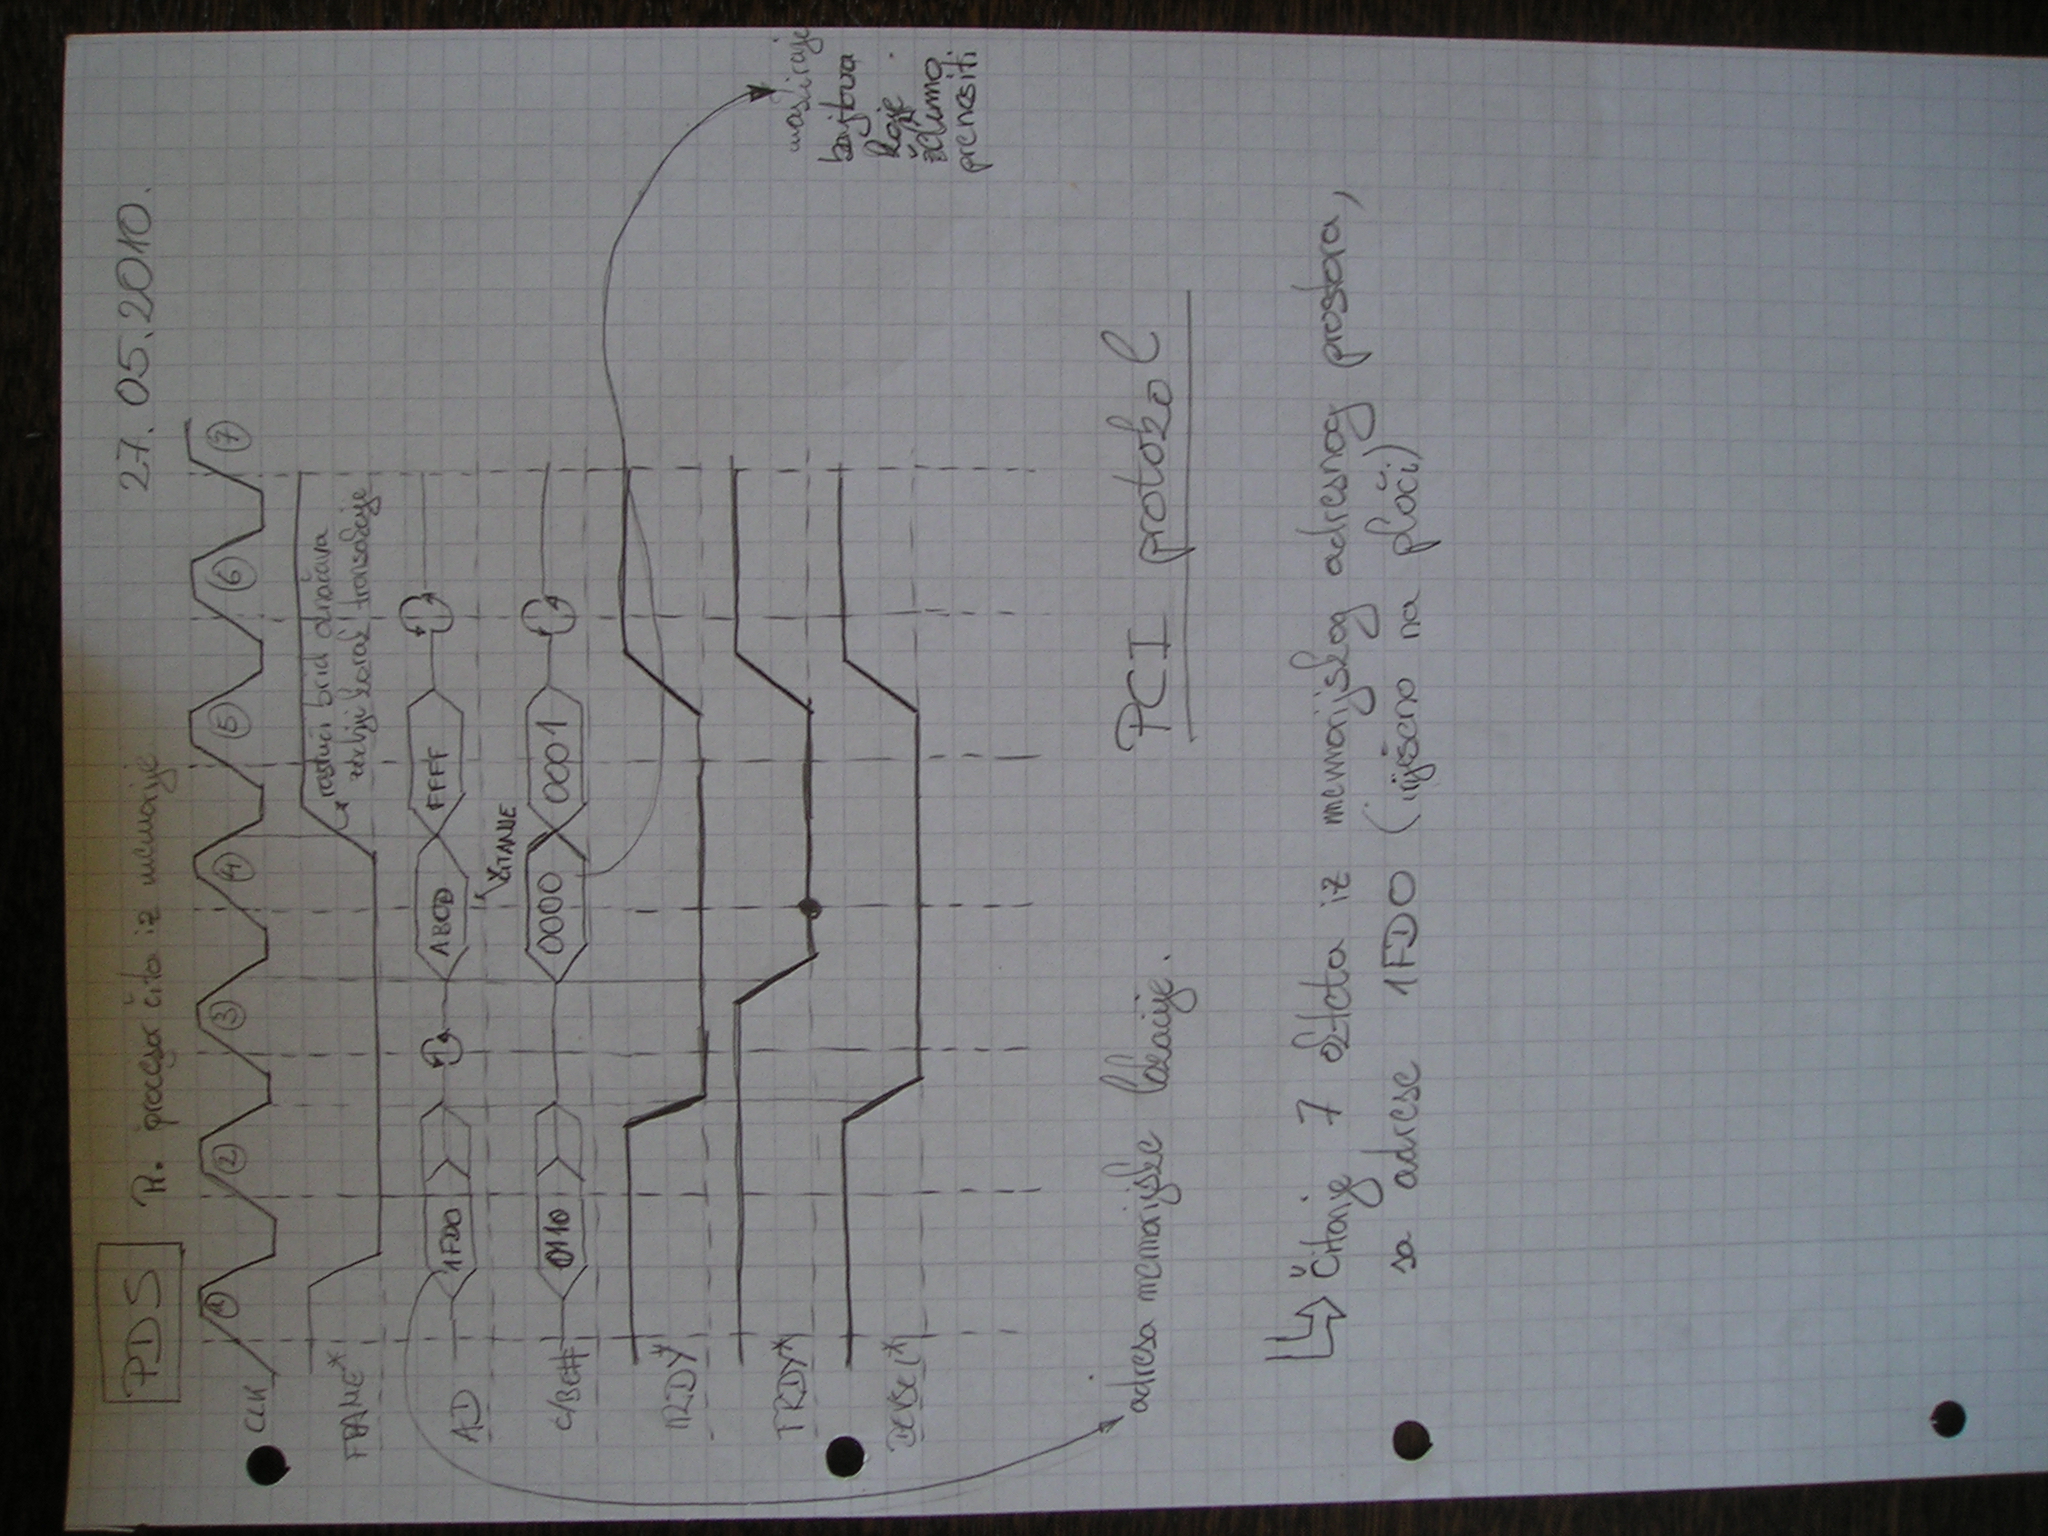 PDS
27.05.2010.
Pr. procesor čita iz memorije
CLK 1 2 3 4 5 6 7
FRAME*
rastući brid označava
zadnji korak transakcije
AD 1FD0 ABCD FFFF
ČITANJE
C/BE# 0110 0000 0001
IRDY*
TRDY*
DEVSEL*
maskiranje
bajtova
koje
želimo
prenositi
adresa memorijske lokacije.
PCI protokol
Čitanje 7 okteta iz memorijskog adresnog prostora,
sa adrese 1FD0 (mješeno na ploči)